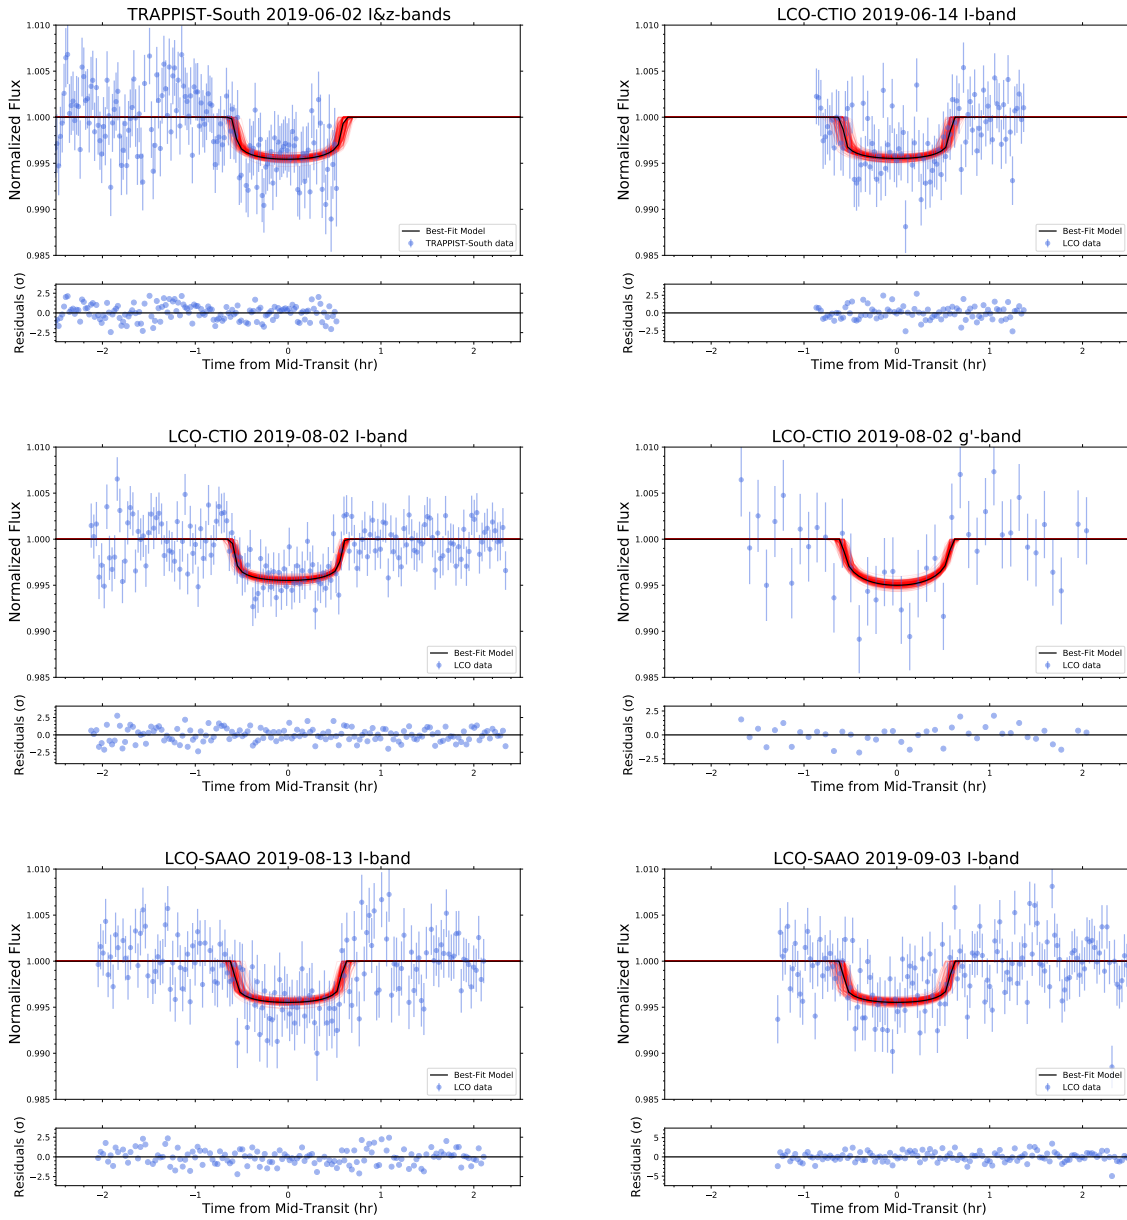 TRAPPIST-South 2019-06-02 I&z-bands
Normalized Flux
1.010
1.005
1.000
0.995
0.990
0.985
Best-Fit Model
TRAPPIST-South data
Residuals (σ)
2.5
0.0
−2.5
−2 −1 0 1 2
Time from Mid-Transit (hr)
LCO-CTIO 2019-06-14 I-band
Normalized Flux
1.010
1.005
1.000
0.995
0.990
0.985
Best-Fit Model
LCO data
Residuals (σ)
2.5
0.0
−2.5
−2 −1 0 1 2
Time from Mid-Transit (hr)
LCO-CTIO 2019-08-02 I-band
Normalized Flux
1.010
1.005
1.000
0.995
0.990
0.985
Best-Fit Model
LCO data
Residuals (σ)
2.5
0.0
−2.5
−2 −1 0 1 2
Time from Mid-Transit (hr)
LCO-CTIO 2019-08-02 g'-band
Normalized Flux
1.010
1.005
1.000
0.995
0.990
0.985
Best-Fit Model
LCO data
Residuals (σ)
2.5
0.0
−2.5
−2 −1 0 1 2
Time from Mid-Transit (hr)
LCO-SAAO 2019-08-13 I-band
Normalized Flux
1.010
1.005
1.000
0.995
0.990
0.985
Best-Fit Model
LCO data
Residuals (σ)
2.5
0.0
−2.5
−2 −1 0 1 2
Time from Mid-Transit (hr)
LCO-SAAO 2019-09-03 I-band
Normalized Flux
1.010
1.005
1.000
0.995
0.990
0.985
Best-Fit Model
LCO data
Residuals (σ)
5
0
−5
−2 −1 0 1 2
Time from Mid-Transit (hr)